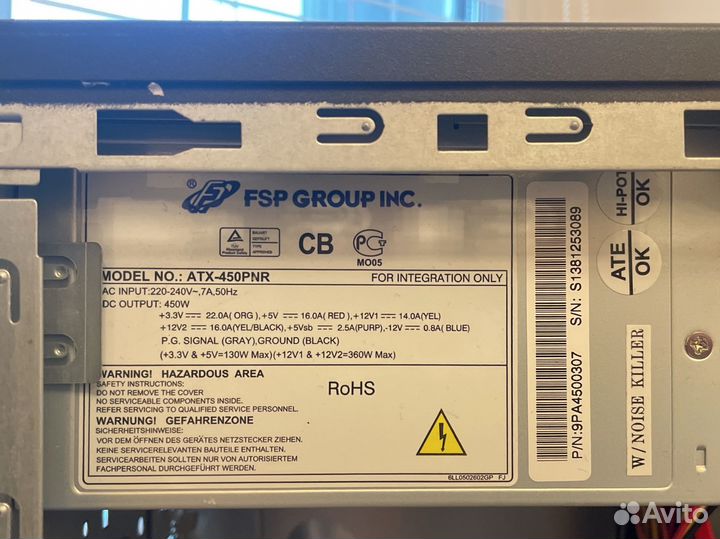 ® FSP GROUP INC.
BAUART GEPRÜFT
CB
MO05
MODEL NO.: ATX-450PNR
FOR INTEGRATION ONLY
AC INPUT:220-240V~,7A,50Hz
DC OUTPUT: 450W
+3.3V 22.0A( ORG ), +5V 16.0A( RED ), +12V1 14.0A(YEL)
+12V2 16.0A(YEL/BLACK), +5Vsb 2.5A(PURP),-12V 0.8A( BLUE)
P.G. SIGNAL (GRAY),GROUND (BLACK)
(+3.3V & +5V=130W Max)(+12V1 & +12V2=360W Max)
WARNING! HAZARDOUS AREA
SAFETY INSTRUCTIONS:
DO NOT REMOVE THE COVER
NO SERVICEABLE COMPONENTS INSIDE.
REFER SERVICING TO QUALIFIED SERVICE PERSONNEL.
RoHS
WARNUNG! GEFAHRENZONE
SICHERHEITSHINWEISE:
VOR DEM ÖFFNEN DES GERÄTES NETZSTECKER ZIEHEN.
KEINE SERVICERELEVANTEN BAUTEILE ENTHALTEN.
SERVICEARBEITEN SOLLTEN NUR VON AUTORISIERTEM
FACHPERSONAL DURCHGEFÜHRT WERDEN.
6LL0502602GP FJ
P/N:9PA4500307
S/N: S1381253089
HI-POT
OK
ATE
OK
W/NOISE KILLER
Avito